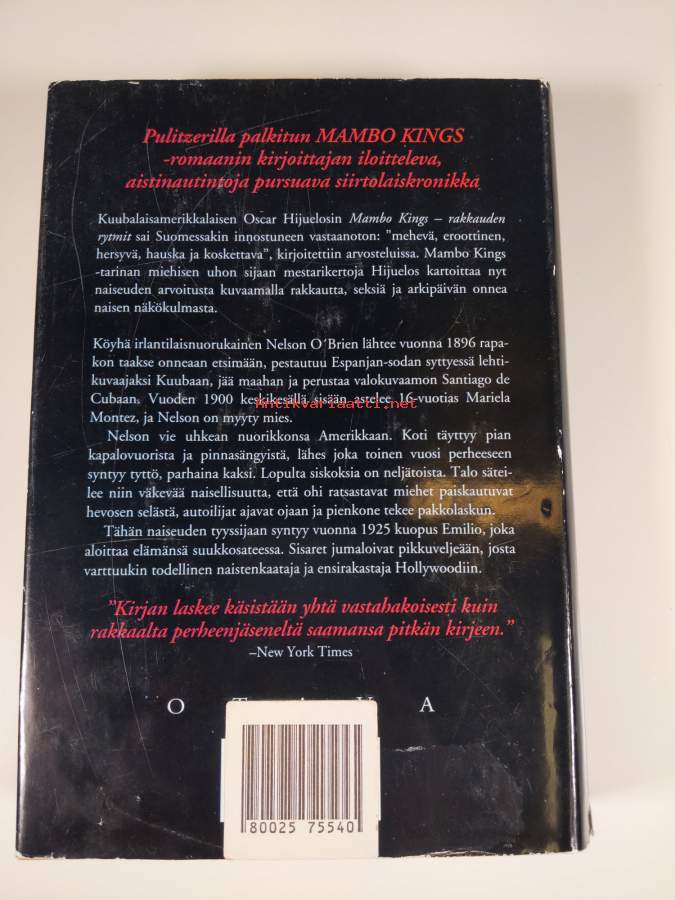 Pulitzerilla palkitun MAMBO KINGS
-romaanin kirjoittajan iloitteleva,
aistinautintoja pursuava siirtolaiskronikka
Kuubalaisamerikkalaisen Oscar Hijuelosin Mambo Kings – rakkauden
rytmit sai Suomessakin innostuneen vastaanoton: "mehevä, eroottinen,
hersyvä, hauska ja koskettava", kirjoitettiin arvosteluissa. Mambo Kings
-tarinan miehisen uhon sijaan mestarikertoja Hijuelos kartoittaa nyt
naiseuden arvoitusta kuvaamalla rakkautta, seksiä ja arkipäivän onnea
naisen näkökulmasta.
Köyhä irlantilaisnuorukainen Nelson O´Brien lähtee vuonna 1896 rapa-
kon taakse onneaan etsimään, pestautuu Espanjan-sodan syttyessä lehti-
kuvaajaksi Kuubaan, jää maahan ja perustaa valokuvaamon Santiago de
Cubaan. Vuoden 1900 keskikesällä sisään astelee 16-vuotias Mariela
Antikvariaatti.net
Montez, ja Nelson on myyty mies.
Nelson vie uhkean nuorikkonsa Amerikkaan. Koti täyttyy pian
kapalovuorista ja pinnasängyistä, lähes joka toinen vuosi perheeseen
syntyy tyttö, parhaina kaksi. Lopulta siskoksia on neljätoista. Talo sätei-
lee niin väkevää naisellisuutta, että ohi ratsastavat miehet paiskautuvat
hevosen selästä, autoilijat ajavat ojaan ja pienkone tekee pakkolaskun.
Tähän naiseuden tyyssijaan syntyy vuonna 1925 kuopus Emilio, joka
aloittaa elämänsä suukkosateessa. Sisaret jumaloivat pikkuveljeään, josta
varttuukin todellinen naistenkaataja ja ensirakastaja Hollywoodiin.
"Kirjan laskee käsistään yhtä vastahakoisesti kuin
rakkaalta perheenjäseneltä saamansa pitkän kirjeen."
–New York Times
O T A V A
80025 75540